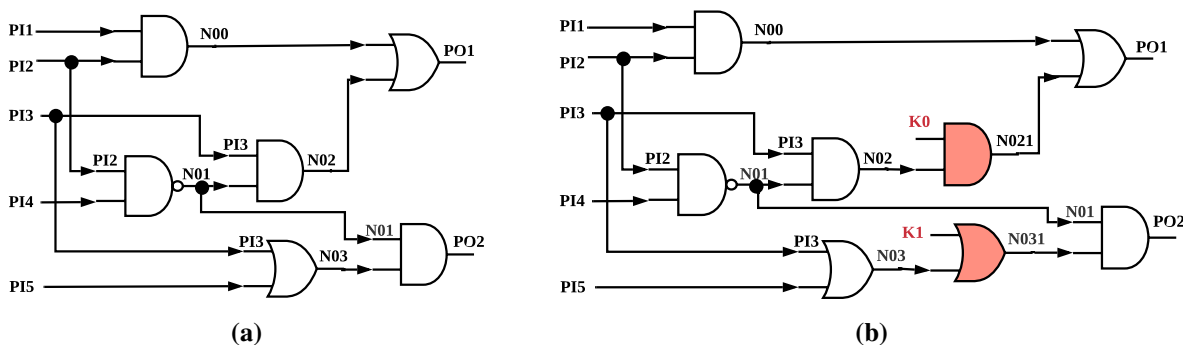 PI1
N00
PO1
PI2
PI3
PI3
N02
PI2
N01
PI4
N01
PO2
PI3
N03
PI5
(a)
PI1
N00
PO1
PI2
PI3
K0
N021
PI3
N02
PI2
N01
PI4
N01
PO2
K1
N031
PI3
N03
PI5
(b)